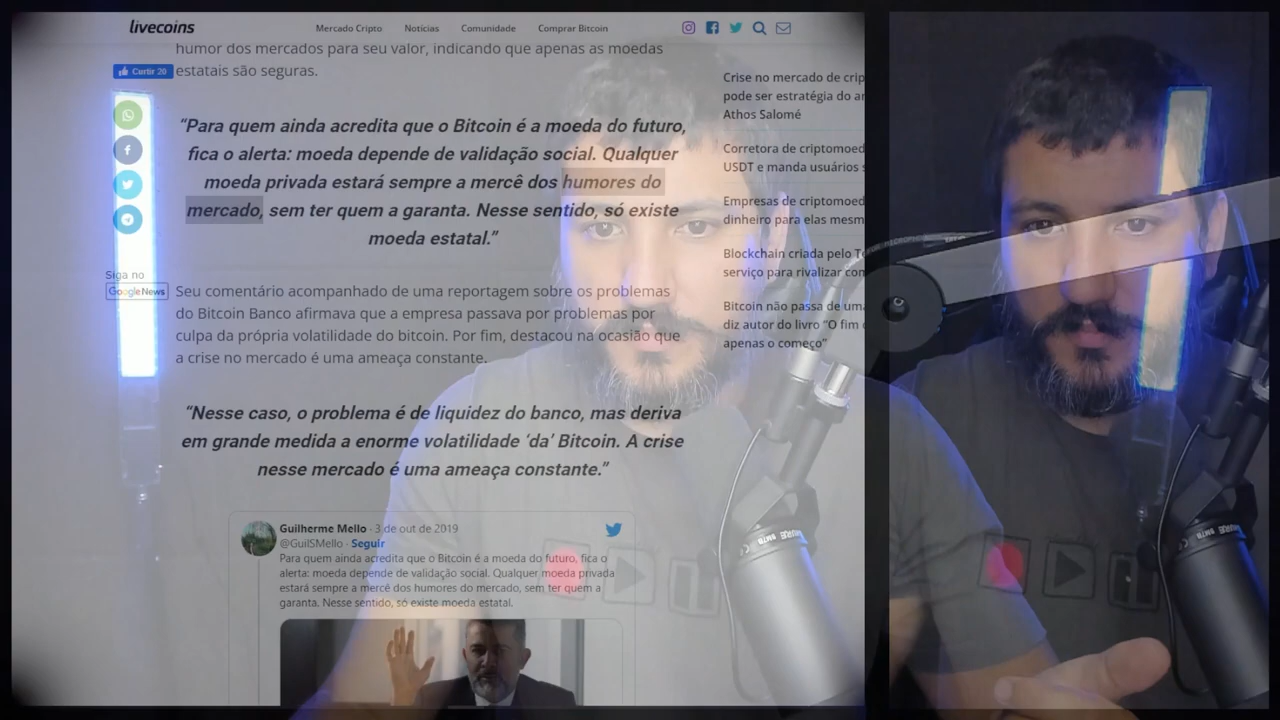 livecoins
Mercado Cripto Notícias Comunidade Comprar Bitcoin
humor dos mercados para seu valor, indicando que apenas as moedas
estatais são seguras.
Curtir 20
“Para quem ainda acredita que o Bitcoin é a moeda do futuro,
fica o alerta: moeda depende de validação social. Qualquer
moeda privada estará sempre a mercê dos humores do
mercado, sem ter quem a garanta. Nesse sentido, só existe
moeda estatal.”
Siga no
Google News
Seu comentário acompanhado de uma reportagem sobre os problemas
do Bitcoin Banco afirmava que a empresa passava por problemas por
culpa da própria volatilidade do bitcoin. Por fim, destacou na ocasião que
a crise no mercado é uma ameaça constante.
“Nesse caso, o problema é de liquidez do banco, mas deriva
em grande medida a enorme volatilidade ‘da’ Bitcoin. A crise
nesse mercado é uma ameaça constante.”
Guilherme Mello · 3 de out de 2019
@GuilSMello · Seguir
Para quem ainda acredita que o Bitcoin é a moeda do futuro, fica o
alerta: moeda depende de validação social. Qualquer moeda privada
estará sempre a mercê dos humores do mercado, sem ter quem a
garanta. Nesse sentido, só existe moeda estatal.
Crise no mercado de crip
pode ser estratégia do an
Athos Salomé
Corretora de criptomoed
USDT e manda usuários s
Empresas de criptomoed
dinheiro para elas mesm
Blockchain criada pelo To
serviço para rivalizar com
Bitcoin não passa de uma
diz autor do livro “O fim d
apenas o começo”
SHURE SM7B
SHURE SM7B